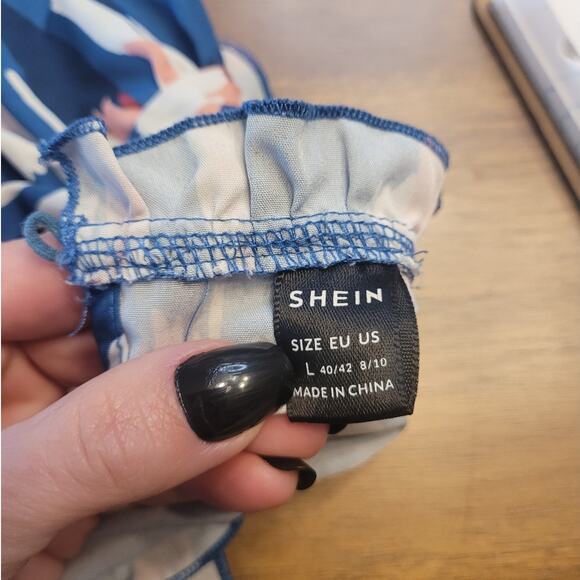 SHEIN
SIZE EU US
L 40/42 8/10
MADE IN CHINA